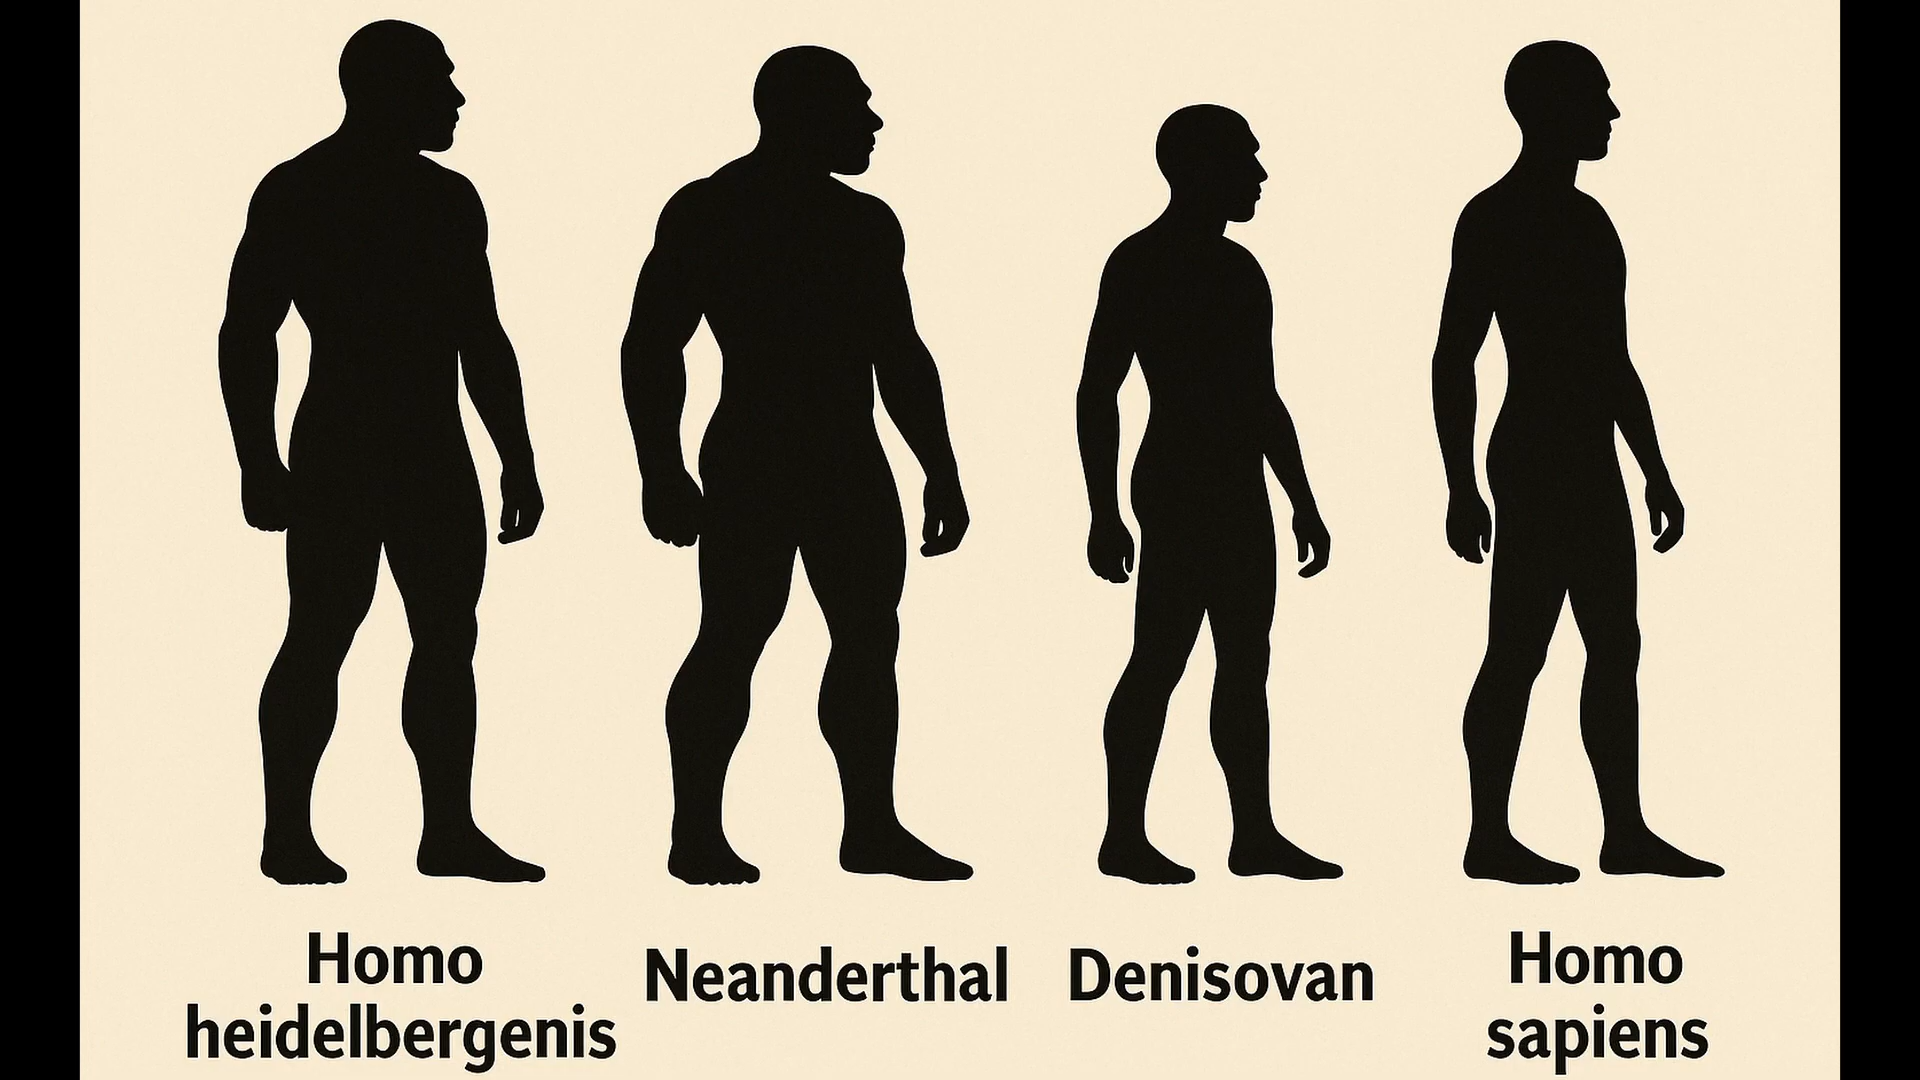 Homo
heidelbergenis
Neanderthal
Denisovan
Homo
sapiens